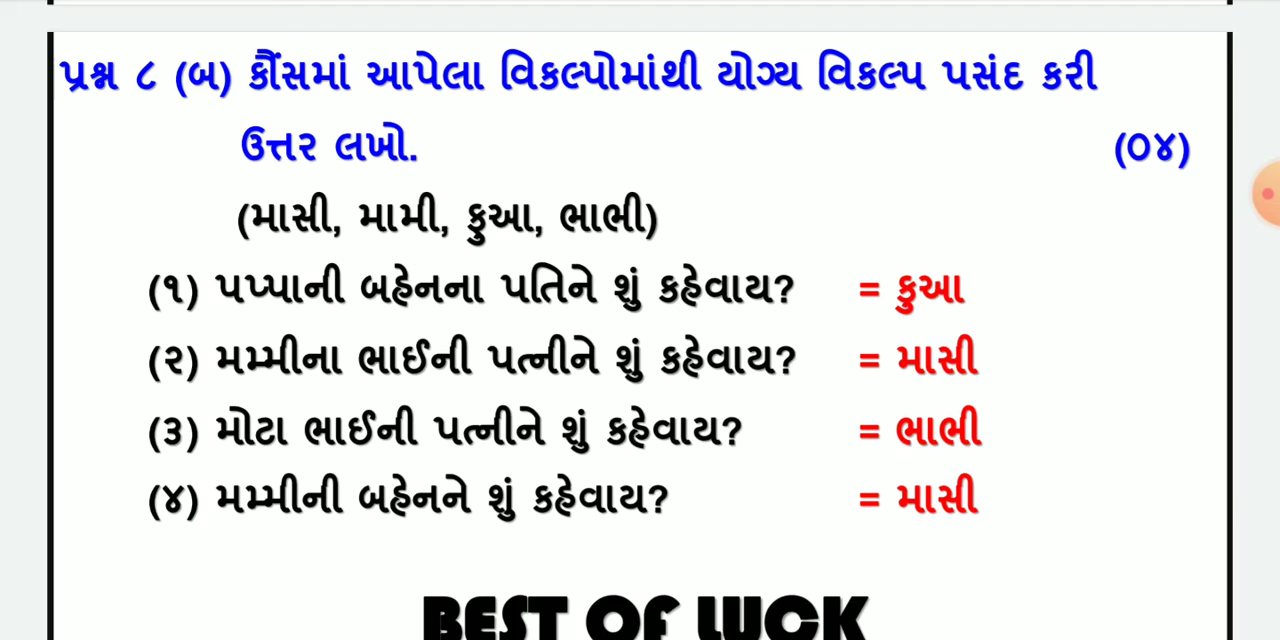 પ્રશ્ન ૮ (બ) કૌંસમાં આપેલા વિકલ્પોમાંથી યોગ્ય વિકલ્પ પસંદ કરી
ઉત્તર લખો. (૦૪)
(માસી, મામી, ફુઆ, ભાભી)
(૧) પપ્પાની બહેનના પતિને શું કહેવાય? = ફુઆ
(૨) મમ્મીના ભાઈની પત્નીને શું કહેવાય? = માસી
(૩) મોટા ભાઈની પત્નીને શું કહેવાય? = ભાભી
(૪) મમ્મીની બહેનને શું કહેવાય? = માસી
BEST OF LUCK